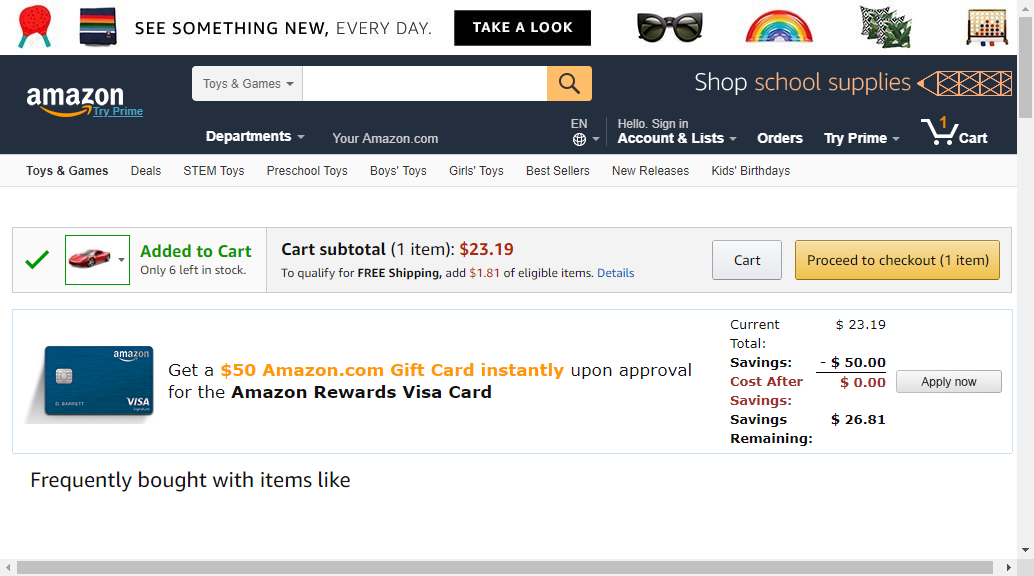 SEE SOMETHING NEW, EVERY DAY. TAKE A LOOK
amazon
Try Prime
Toys & Games
Shop school supplies
Departments
Your Amazon.com
EN
Hello. Sign in
Account & Lists
Orders
Try Prime
1
Cart
Toys & Games Deals STEM Toys Preschool Toys Boys' Toys Girls' Toys Best Sellers New Releases Kids' Birthdays
Added to Cart
Only 6 left in stock.
Cart subtotal (1 item): $23.19
To qualify for FREE Shipping, add $1.81 of eligible items. Details
Cart
Proceed to checkout (1 item)
amazon
D. BARRETT
VISA
Signature
Get a $50 Amazon.com Gift Card instantly upon approval
for the Amazon Rewards Visa Card
Current $ 23.19
Total:
Savings: - $ 50.00
Cost After $ 0.00
Savings:
Savings $ 26.81
Remaining:
Apply now
Frequently bought with items like